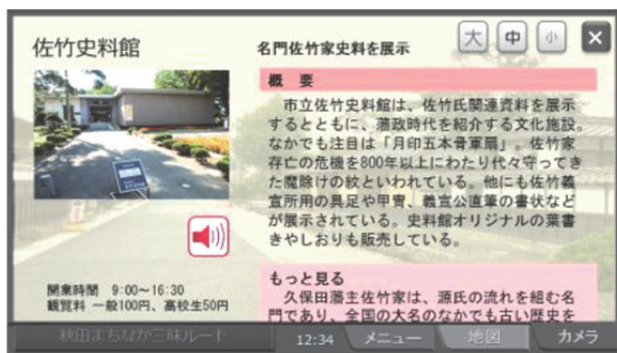 佐竹史料館
名門佐竹家史料を展示
大 中 小
概 要
市立佐竹史料館は、佐竹氏関連資料を展示
するとともに、藩政時代を紹介する文化施設。
なかでも注目は「月印五本骨軍扇」。佐竹家
存亡の危機を800年以上にわたり代々守ってき
た魔除けの紋といわれている。他にも佐竹義
宣所用の具足や甲冑、義宣公直筆の書状など
が展示されている。史料館オリジナルの葉書
きやしおりも販売している。
もっと見る
久保田藩主佐竹家は、源氏の流れを組む名
門であり、全国の大名のなかでも古い歴史を
開業時間 9:00～16:30
観覧料 一般100円、高校生50円
秋田まちなか三昧ルート
12:34 メニュー 地図 カメラ